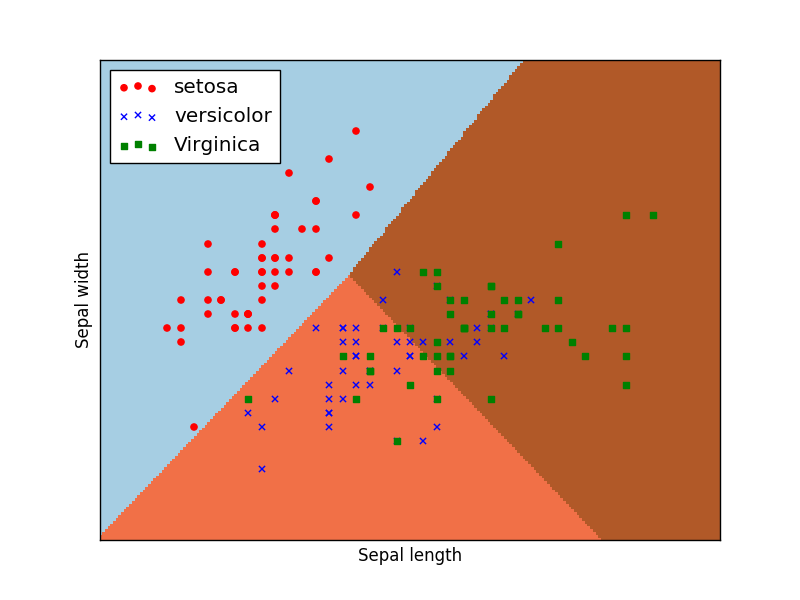 setosa
versicolor
Virginica
Sepal width
Sepal length